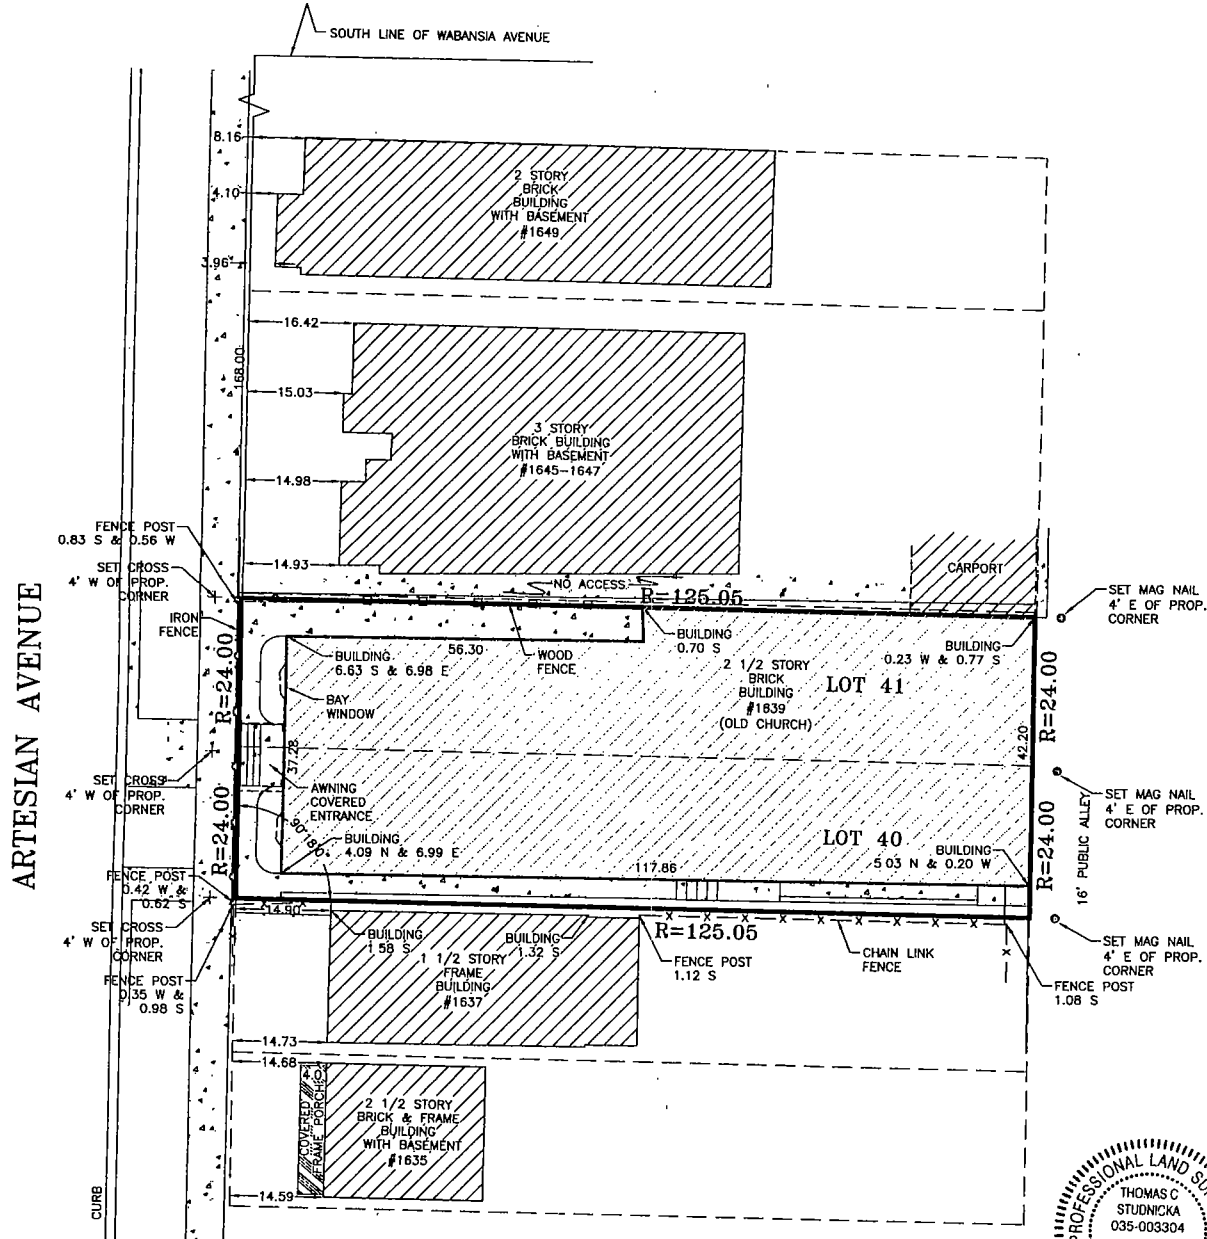 SOUTH LINE OF WABANSIA AVENUE
8.16
4.10
3.96
2 STORY
BRICK
BUILDING
WITH BASEMENT
#1649
16.42
168.00
15.03
14.98
14.93
3 STORY
BRICK BUILDING
WITH BASEMENT
#1645-1647
FENCE POST
0.83 S & 0.56 W
SET CROSS
4' W OF PROP.
CORNER
IRON
FENCE
NO ACCESS
R=125.05
CARPORT
SET MAG NAIL
4' E OF PROP.
CORNER
ARTESIAN AVENUE
R=24.00
BUILDING
6.63 S & 6.98 E
56.30
WOOD
FENCE
BUILDING
0.70 S
2 1/2 STORY
BRICK
BUILDING
#1639
(OLD CHURCH)
LOT 41
BUILDING
0.23 W & 0.77 S
R=24.00
BAY
WINDOW
37.28
42.20
SET CROSS
4' W OF PROP.
CORNER
AWNING
COVERED
ENTRANCE
SET MAG NAIL
4' E OF PROP.
CORNER
R=24.00
90°18'0"
BUILDING
4.09 N & 6.99 E
117.86
LOT 40
BUILDING
5.03 N & 0.20 W
R=24.00
16' PUBLIC ALLEY
FENCE POST
0.42 W &
0.62 S
SET CROSS
4' W OF PROP.
CORNER
FENCE POST
0.35 W &
0.98 S
14.90
BUILDING
1.58 S
BUILDING
1.32 S
1 1/2 STORY
FRAME
BUILDING
#1637
R=125.05
FENCE POST
1.12 S
CHAIN LINK
FENCE
SET MAG NAIL
4' E OF PROP.
CORNER
FENCE POST
1.08 S
14.73
14.68
4.0
COVERED
FRAME PORCH
2 1/2 STORY
BRICK & FRAME
BUILDING
WITH BASEMENT
#1635
14.59
CURB
PROFESSIONAL LAND
THOMAS C
STUDNICKA
035-003304